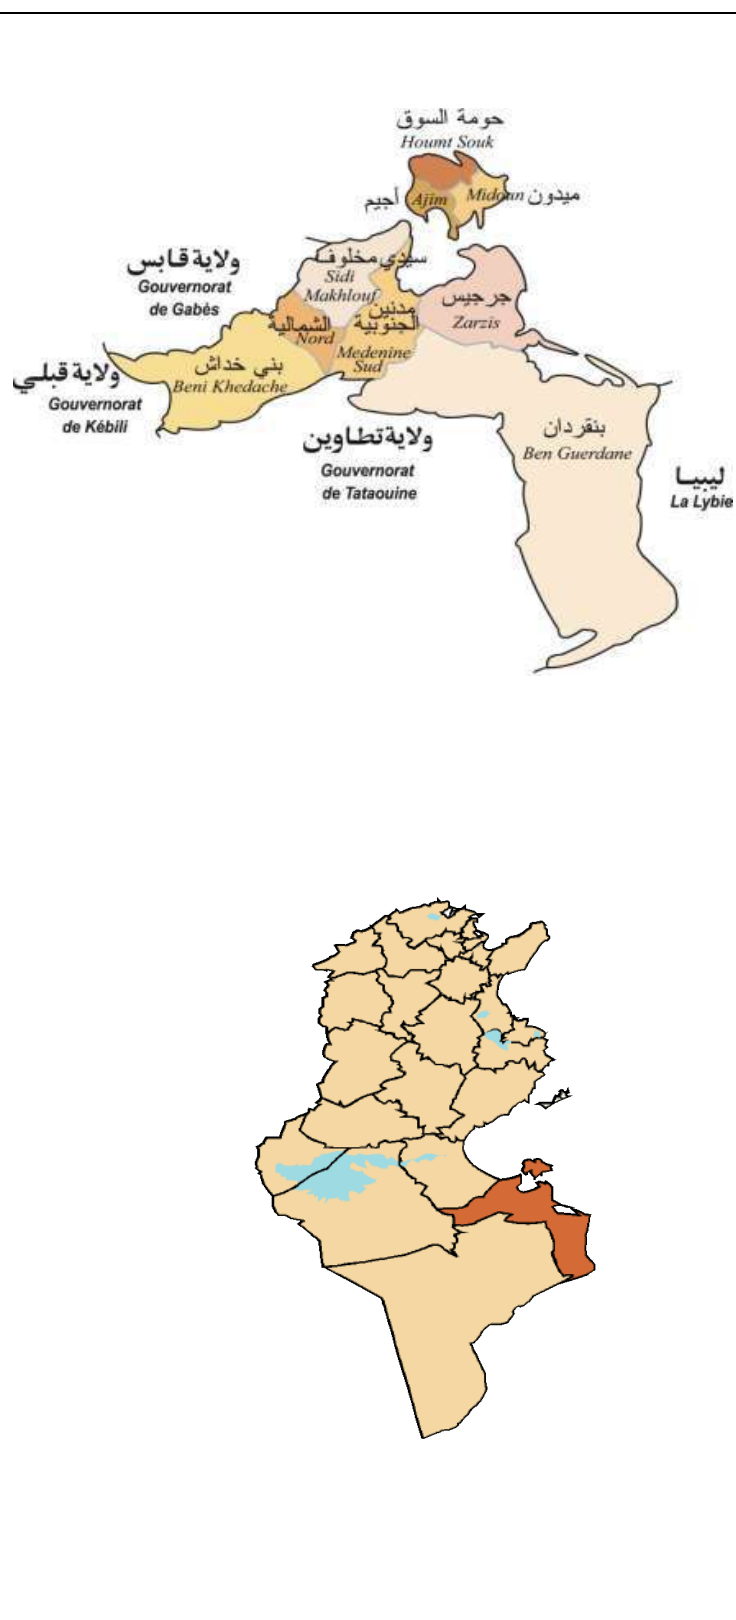 حومة السوق
Houmt Souk
أجيم
Ajim
Midoun
ميدون
سيدي مخلوف
Sidi
Makhlouf
ولاية قابس
Gouvernorat
de Gabès
جرجيس
Zarzis
مدنين
الشمالية
الجنوبية
Nord
Medenine
Sud
بني خداش
Beni Khedache
ولاية قبلي
Gouvernorat
de Kébili
ولاية تطاوين
Gouvernorat
de Tataouine
بنقردان
Ben Guerdane
ليبيا
La Lybie